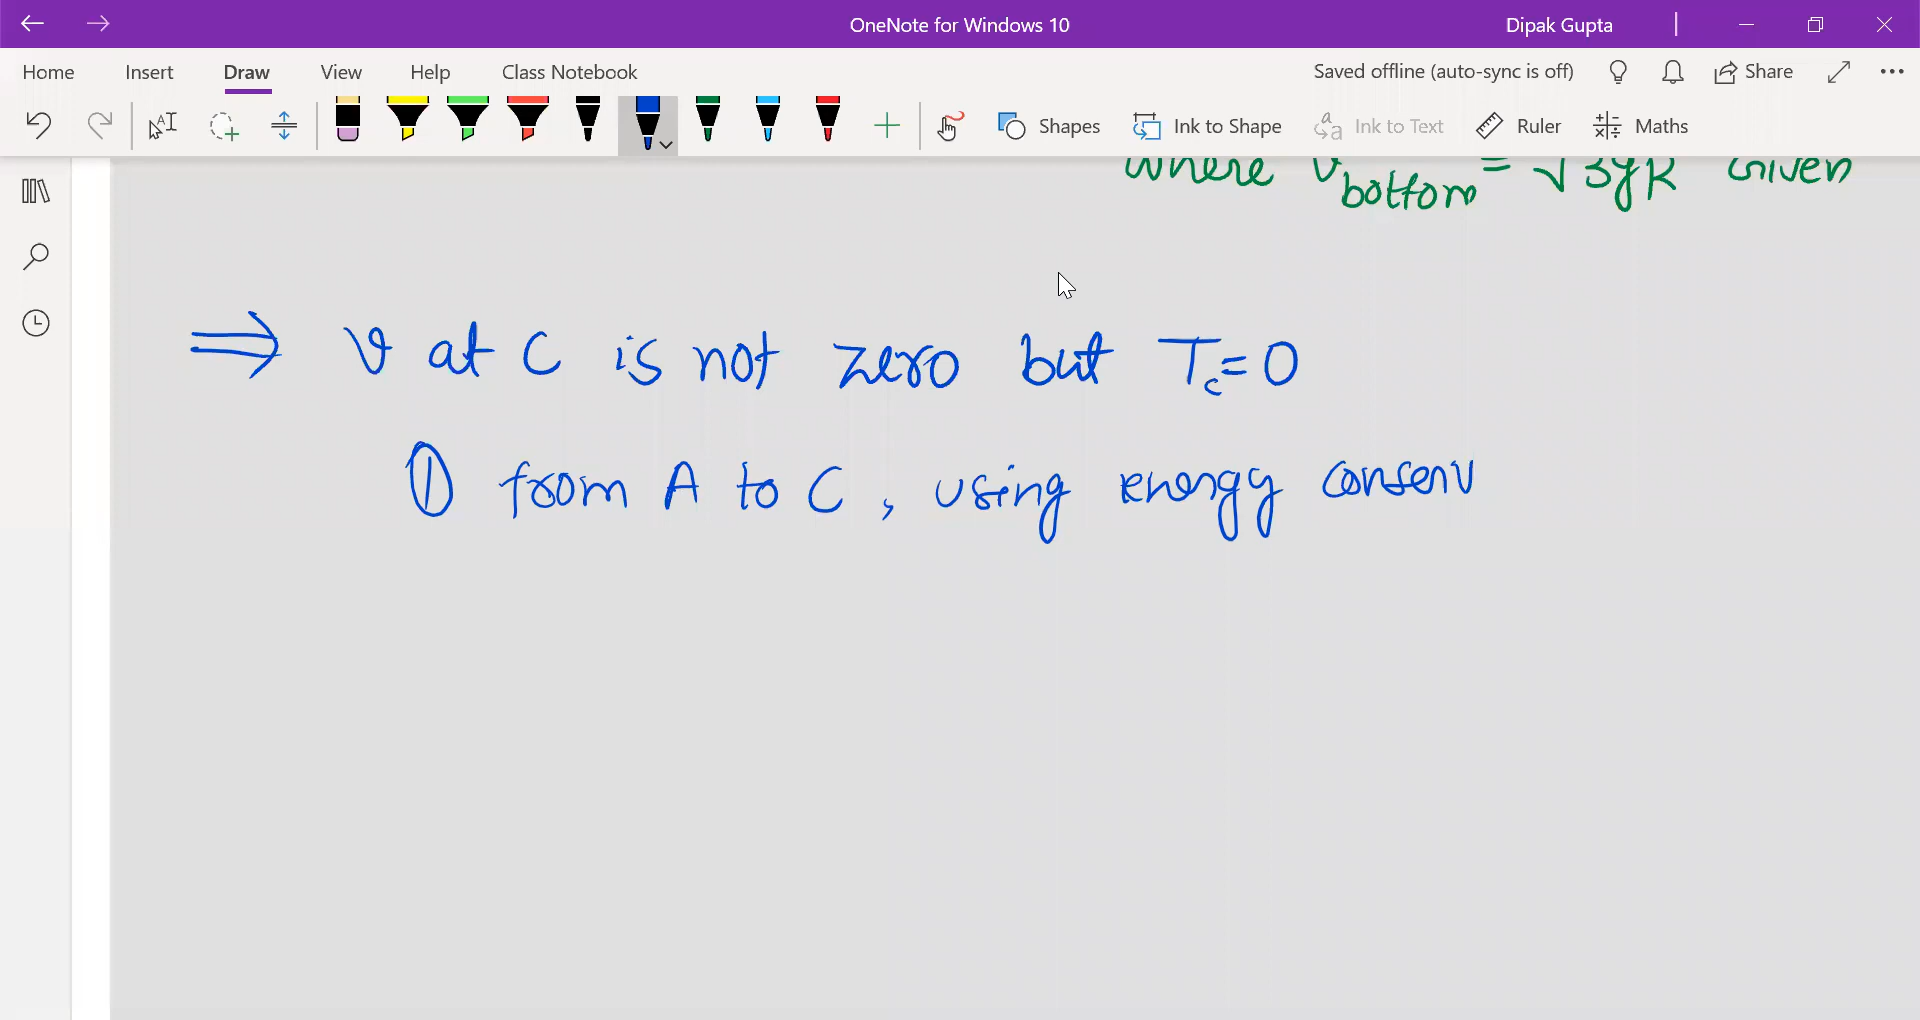 OneNote for Windows 10
Dipak Gupta
Home Insert Draw View Help Class Notebook
Saved offline (auto-sync is off) Share
Shapes Ink to Shape Ink to Text Ruler Maths
where v bottom = √3gR Given
⇒ v at C is not zero but Tc = 0
① from A to C, using energy conserv